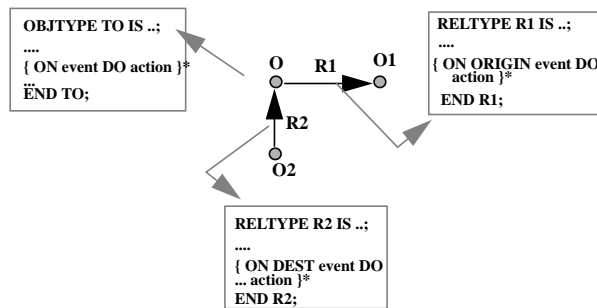 OBJTYPE TO IS ..;
....
{ ON event DO action }*
...
END TO;
O
R1
O1
R2
O2
RELTYPE R1 IS ..;
....
{ ON ORIGIN event DO
action }*
END R1;
RELTYPE R2 IS ..;
....
{ ON DEST event DO
... action }*
END R2;